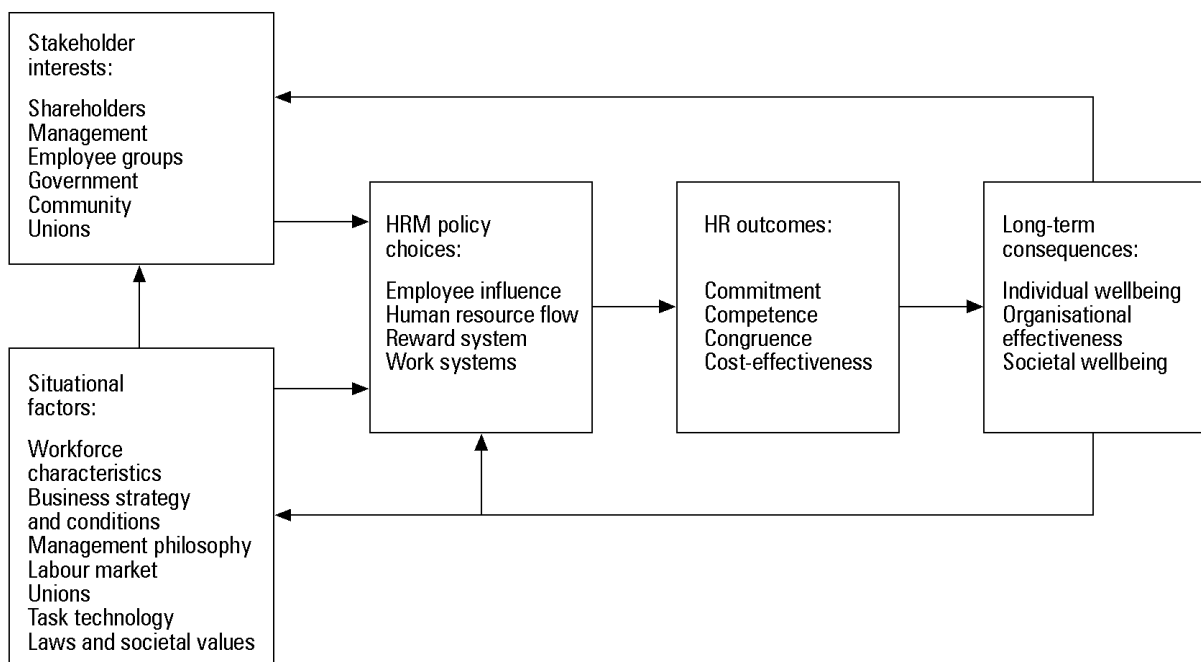 Stakeholder
interests:
Shareholders
Management
Employee groups
Government
Community
Unions
Situational
factors:
Workforce
characteristics
Business strategy
and conditions
Management philosophy
Labour market
Unions
Task technology
Laws and societal values
HRM policy
choices:
Employee influence
Human resource flow
Reward system
Work systems
HR outcomes:
Commitment
Competence
Congruence
Cost-effectiveness
Long-term
consequences:
Individual wellbeing
Organisational
effectiveness
Societal wellbeing